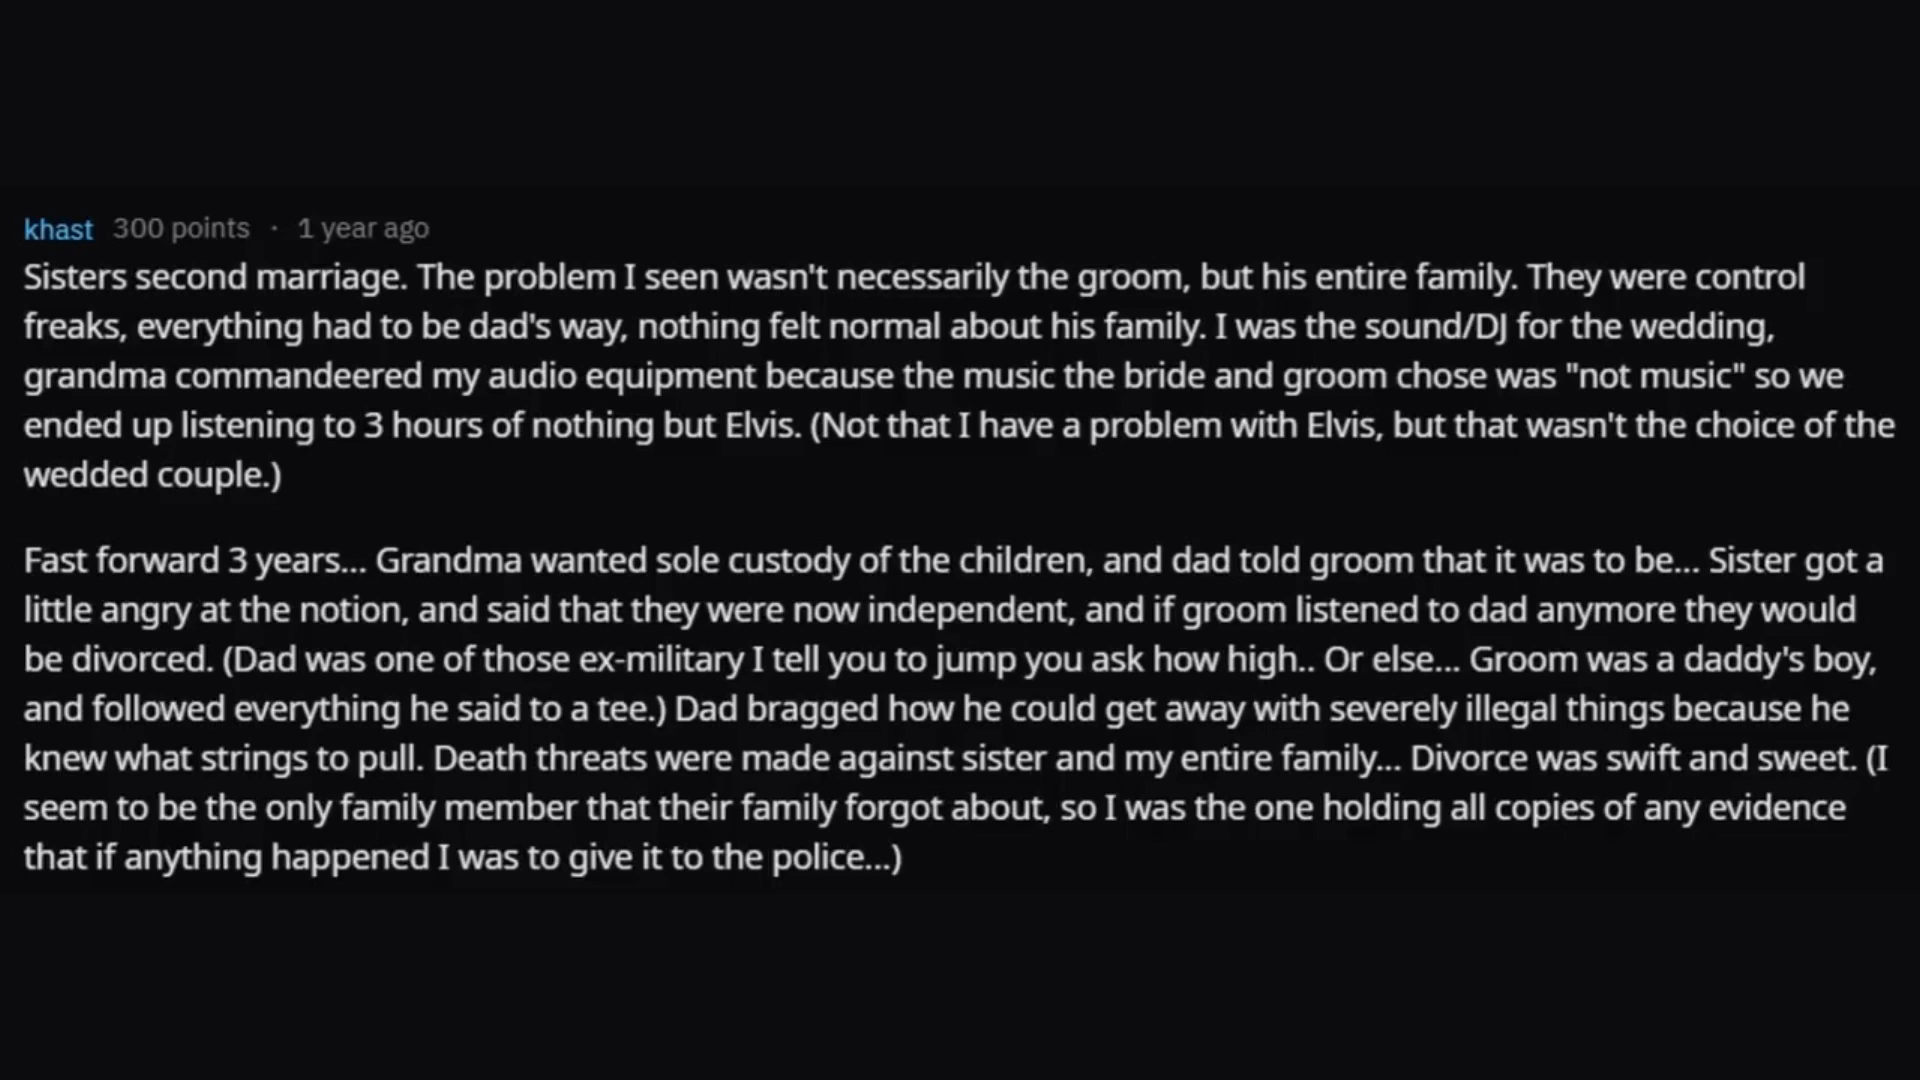 khast 300 points · 1 year ago
Sisters second marriage. The problem I seen wasn't necessarily the groom, but his entire family. They were control
freaks, everything had to be dad's way, nothing felt normal about his family. I was the sound/DJ for the wedding,
grandma commandeered my audio equipment because the music the bride and groom chose was "not music" so we
ended up listening to 3 hours of nothing but Elvis. (Not that I have a problem with Elvis, but that wasn't the choice of the
wedded couple.)
Fast forward 3 years... Grandma wanted sole custody of the children, and dad told groom that it was to be... Sister got a
little angry at the notion, and said that they were now independent, and if groom listened to dad anymore they would
be divorced. (Dad was one of those ex-military I tell you to jump you ask how high.. Or else... Groom was a daddy's boy,
and followed everything he said to a tee.) Dad bragged how he could get away with severely illegal things because he
knew what strings to pull. Death threats were made against sister and my entire family... Divorce was swift and sweet. (I
seem to be the only family member that their family forgot about, so I was the one holding all copies of any evidence
that if anything happened I was to give it to the police...)